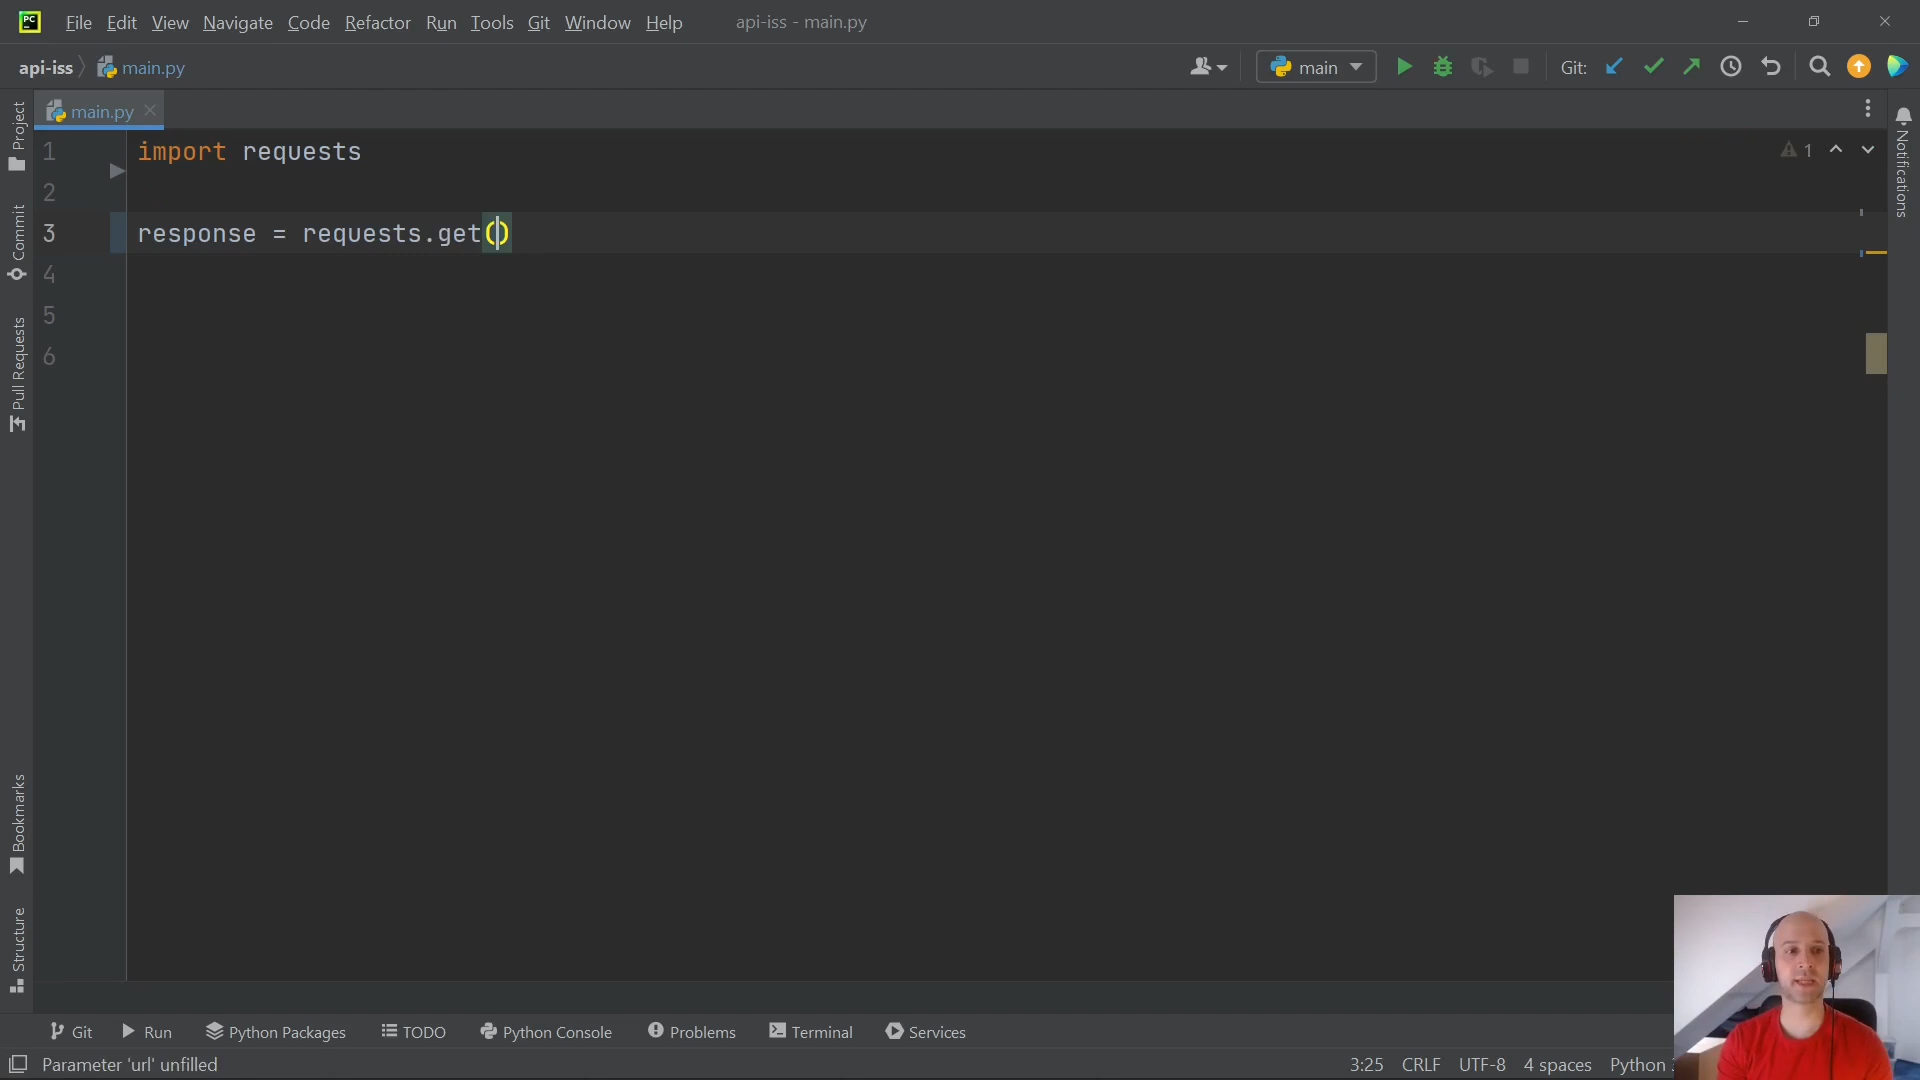 PC
File Edit View Navigate Code Refactor Run Tools Git Window Help
api-iss - main.py
api-iss
main.py
main
Git:
main.py
Project
Commit
Pull Requests
Bookmarks
Structure
1 import requests
2
3 response = requests.get()
4
5
6
1
Notifications
Git Run Python Packages TODO Python Console Problems Terminal Services
Parameter 'url' unfilled
3:25 CRLF UTF-8 4 spaces Python